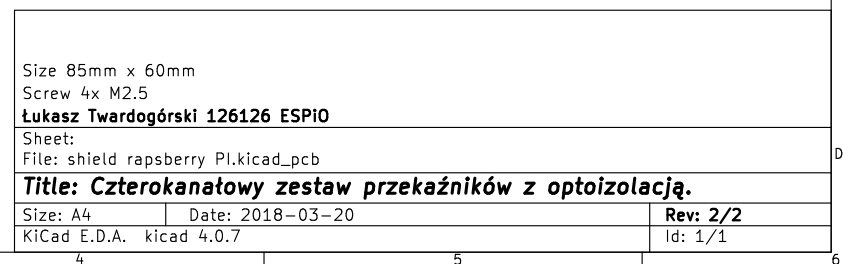 Size 85mm x 60mm
Screw 4x M2.5
Łukasz Twardogórski 126126 ESPiO
Sheet:
File: shield rapsberry PI.kicad_pcb
Title: Czterokanałowy zestaw przekaźników z optoizolacją.
Size: A4 Date: 2018-03-20 Rev: 2/2
KiCad E.D.A. kicad 4.0.7 Id: 1/1
D
4 5 6